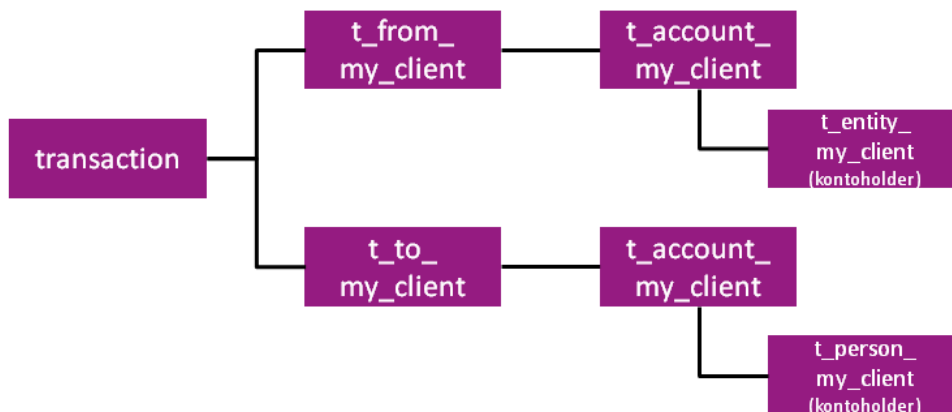 t_from_
my_client
t_account_
my_client
t_entity_
my_client
(kontoholder)
transaction
t_to_
my_client
t_account_
my_client
t_person_
my_client
(kontoholder)